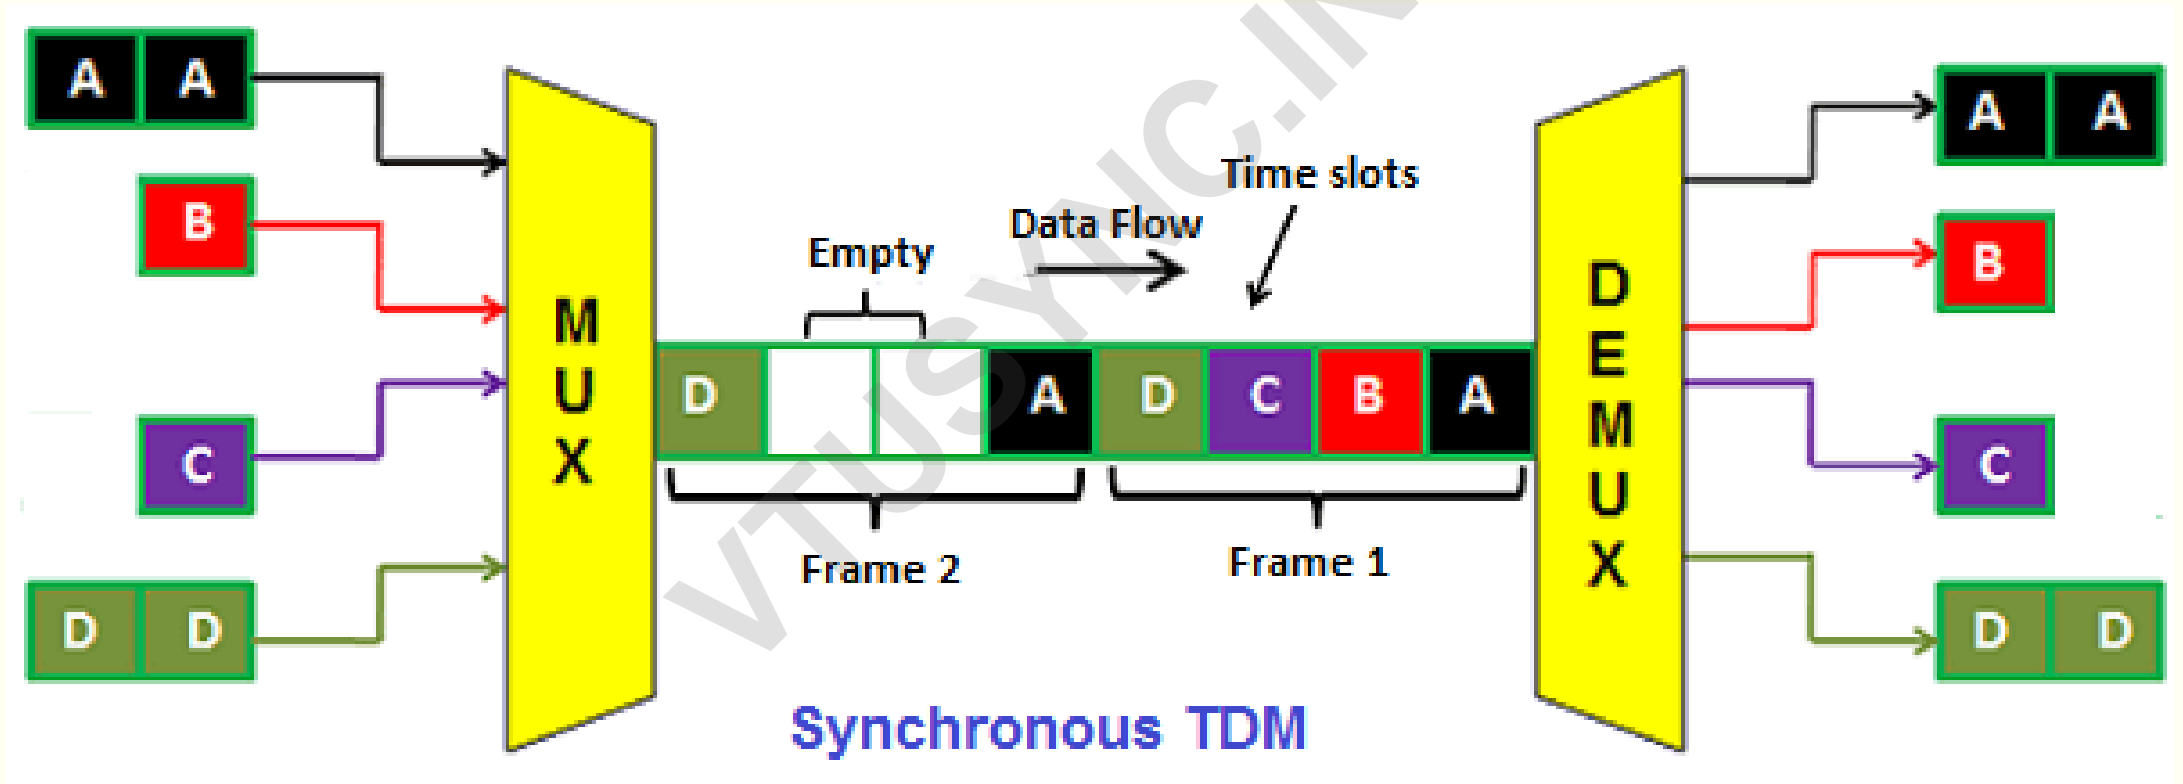 A A
A A
Time slots
B
Data Flow
B
Empty
MUX
DEMUX
D A D C B A
C
C
Frame 2
Frame 1
D D
D D
Synchronous TDM
VTUSYNC.IN